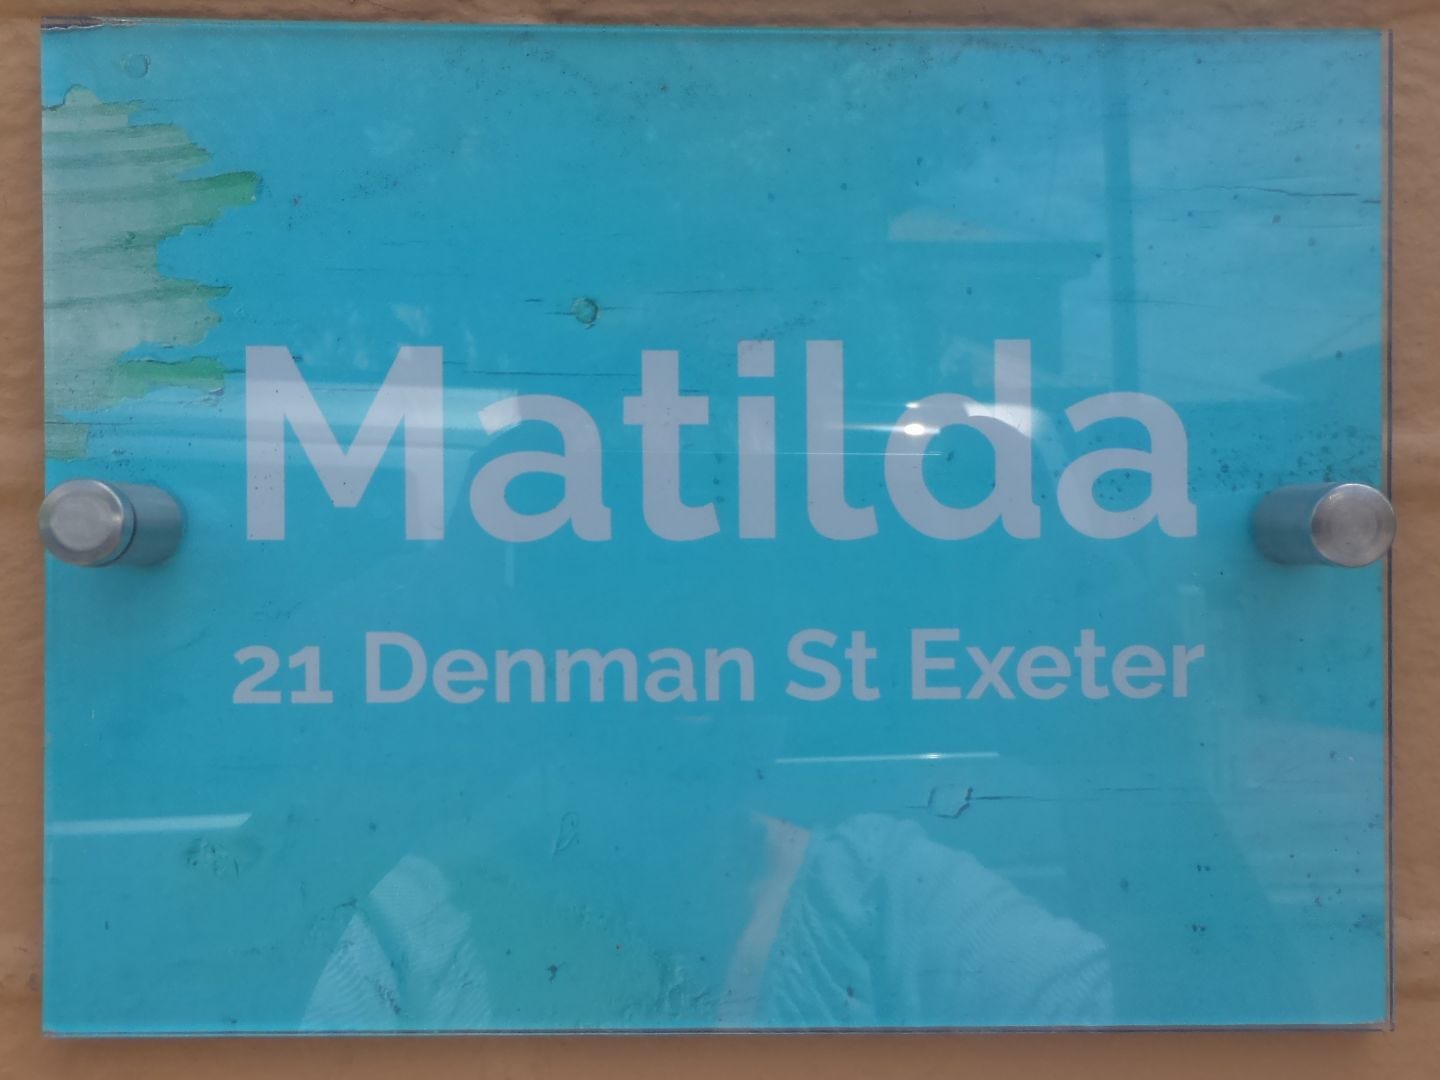 Matilda
21 Denman St Exeter